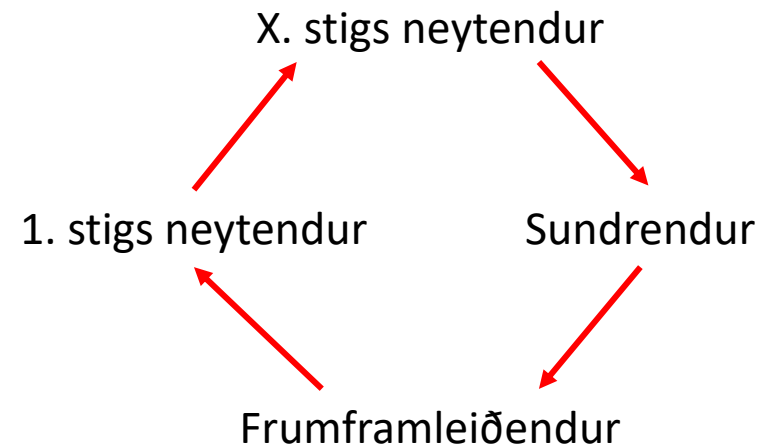 X. stigs neytendur
1. stigs neytendur
Sundrendur
Frumframleiðendur